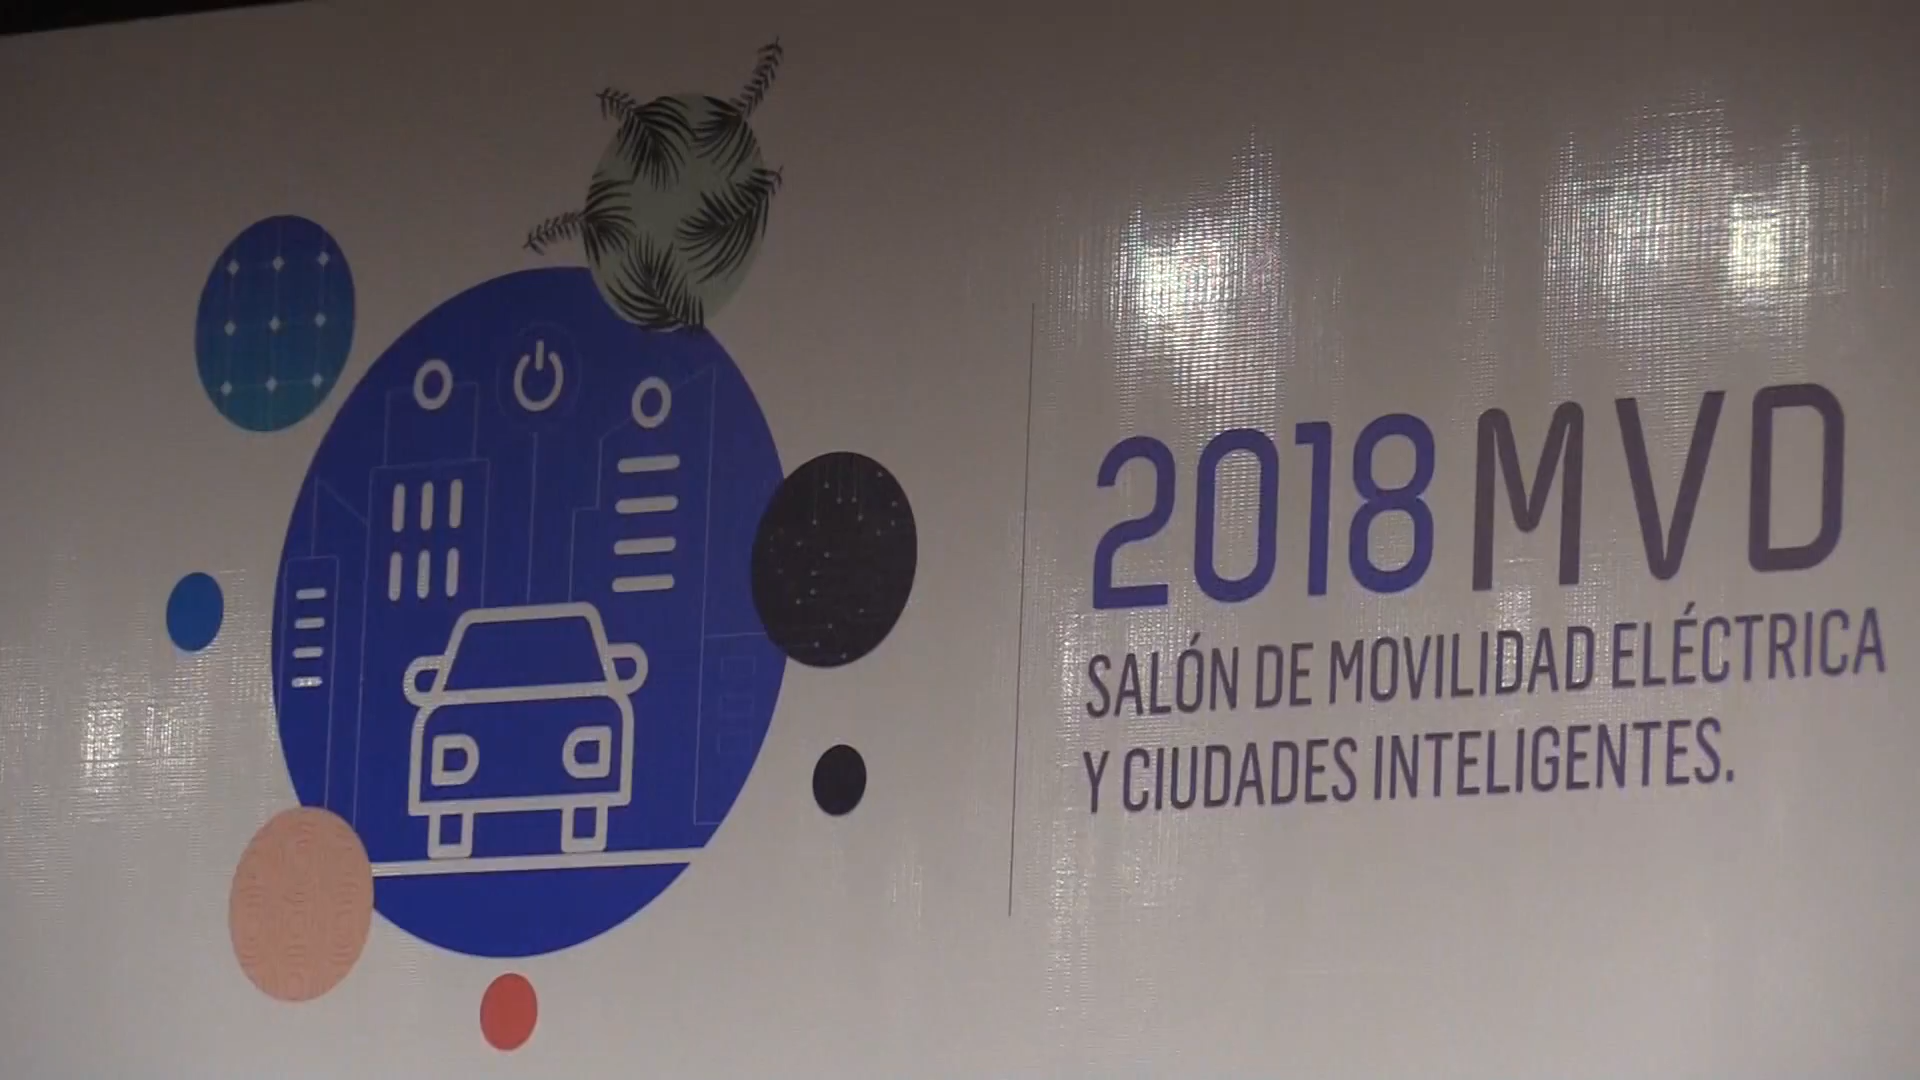 2018 MVD
SALÓN DE MOVILIDAD ELÉCTRICA
Y CIUDADES INTELIGENTES.